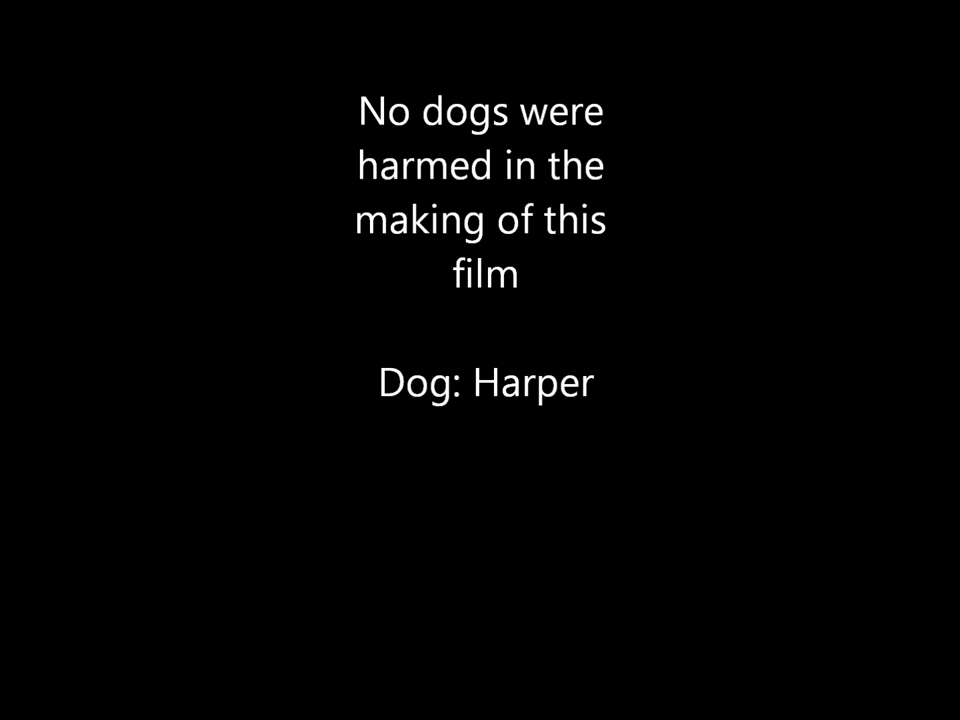 No dogs were
harmed in the
making of this
film
Dog: Harper